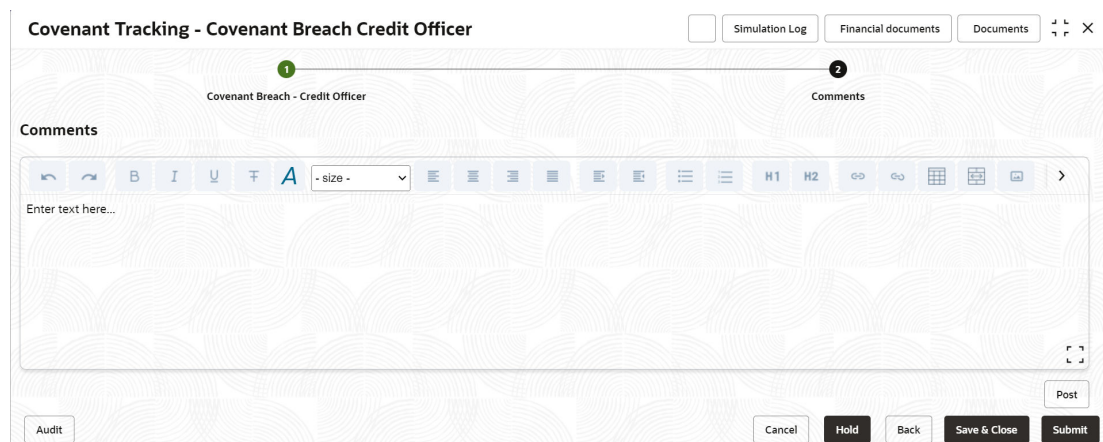 Covenant Tracking - Covenant Breach Credit Officer
Simulation Log
Financial documents
Documents
1
2
Covenant Breach - Credit Officer
Comments
Comments
B I U T A - size - H1 H2
Enter text here...
Post
Audit
Cancel
Hold
Back
Save & Close
Submit